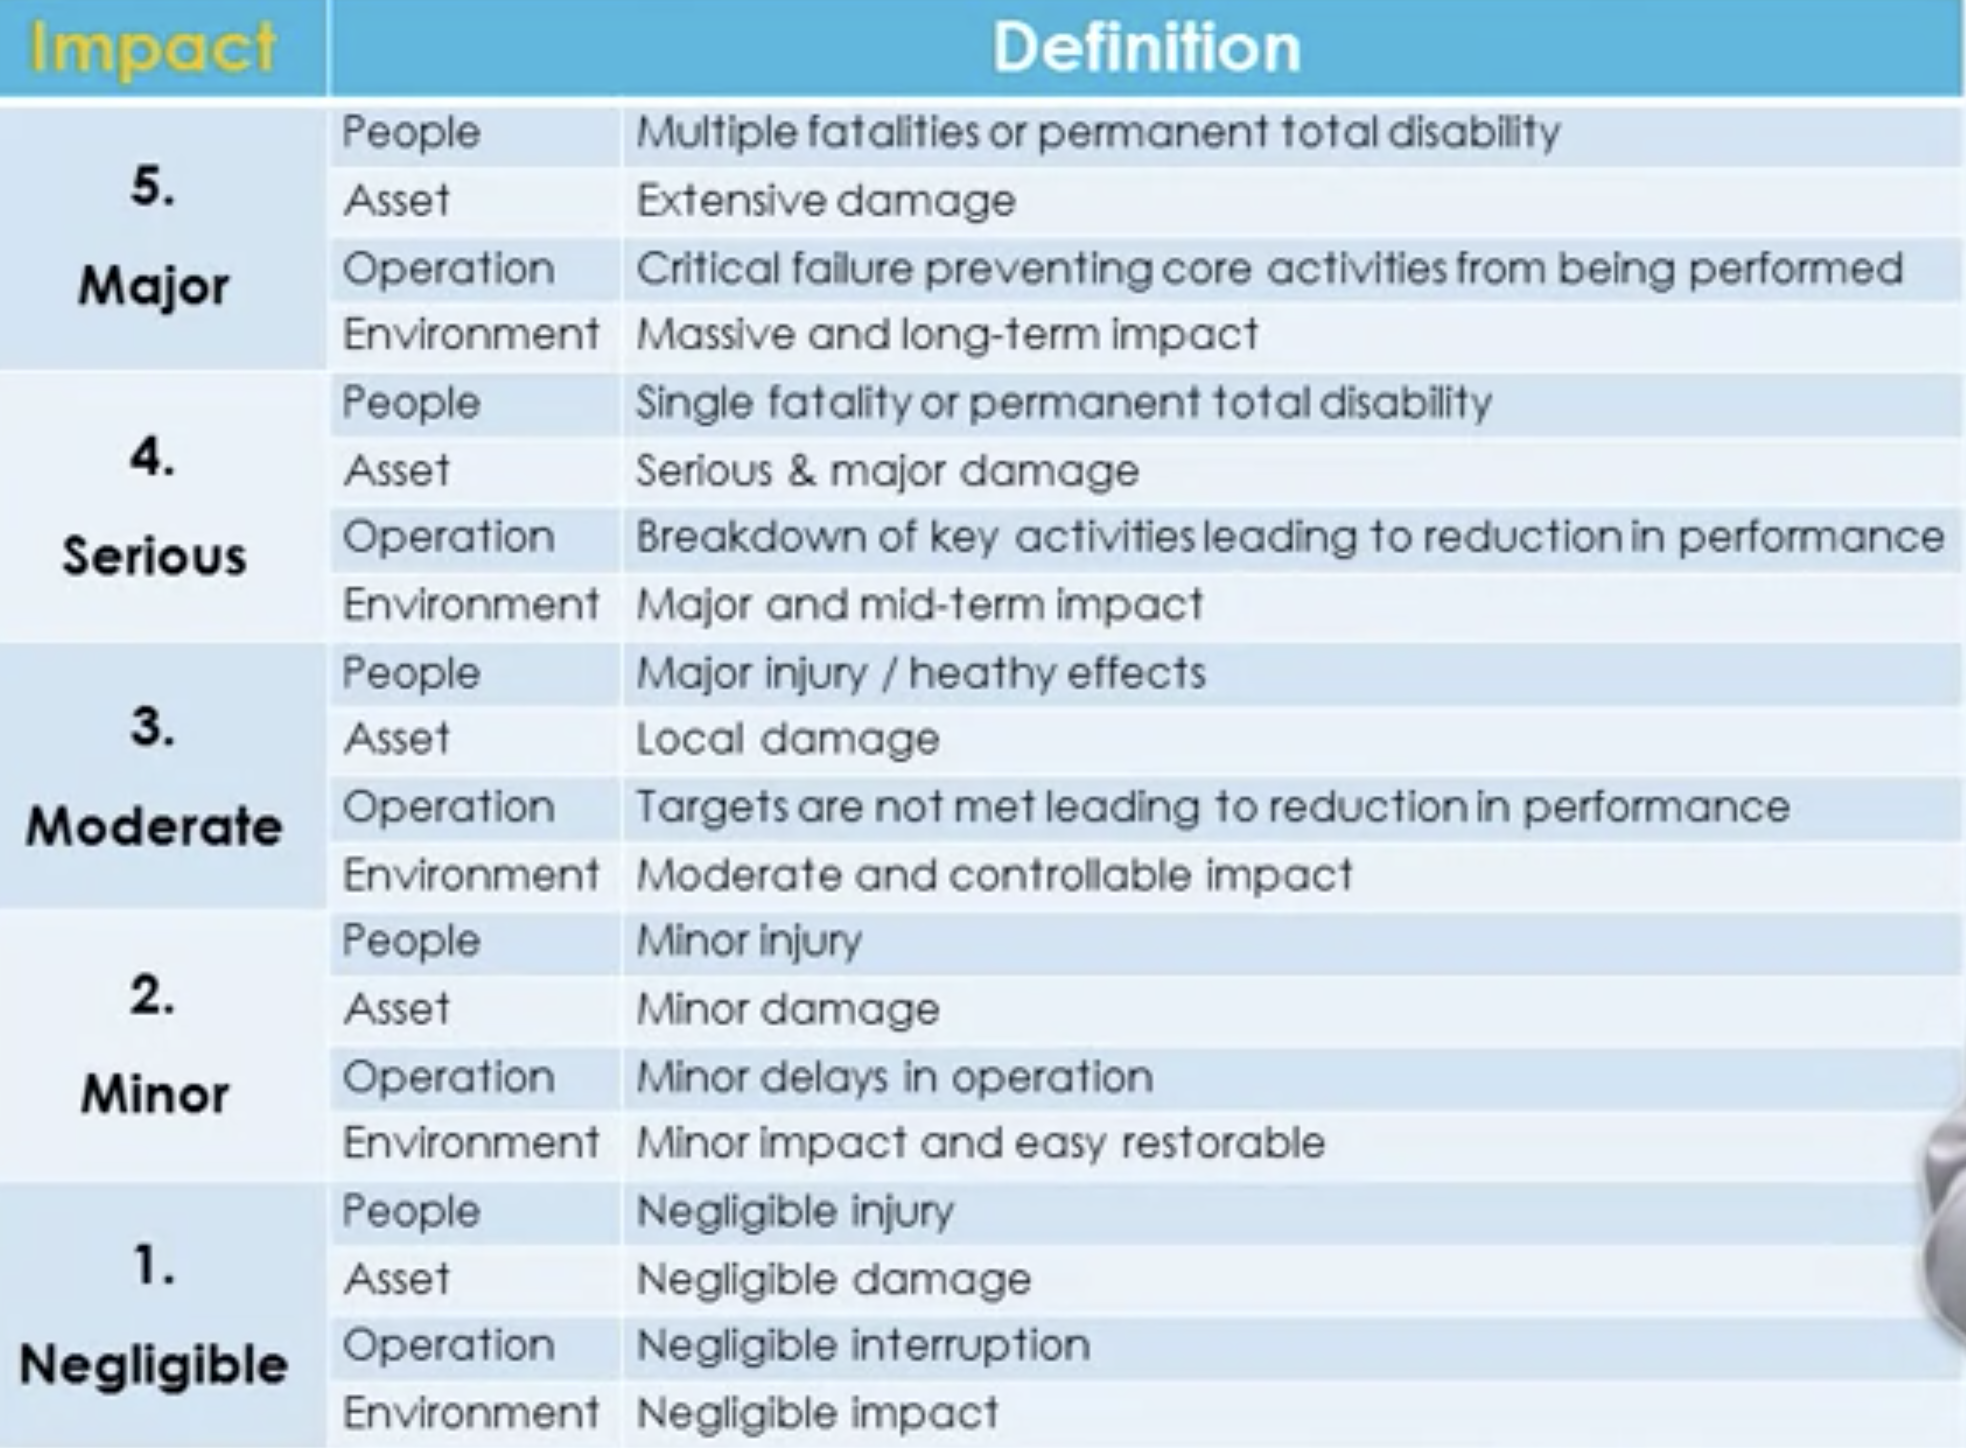 Impact Definition
5. Major
People Multiple fatalities or permanent total disability
Asset Extensive damage
Operation Critical failure preventing core activities from being performed
Environment Massive and long-term impact
4. Serious
People Single fatality or permanent total disability
Asset Serious & major damage
Operation Breakdown of key activities leading to reduction in performance
Environment Major and mid-term impact
3. Moderate
People Major injury / heathy effects
Asset Local damage
Operation Targets are not met leading to reduction in performance
Environment Moderate and controllable impact
2. Minor
People Minor injury
Asset Minor damage
Operation Minor delays in operation
Environment Minor impact and easy restorable
1. Negligible
People Negligible injury
Asset Negligible damage
Operation Negligible interruption
Environment Negligible impact